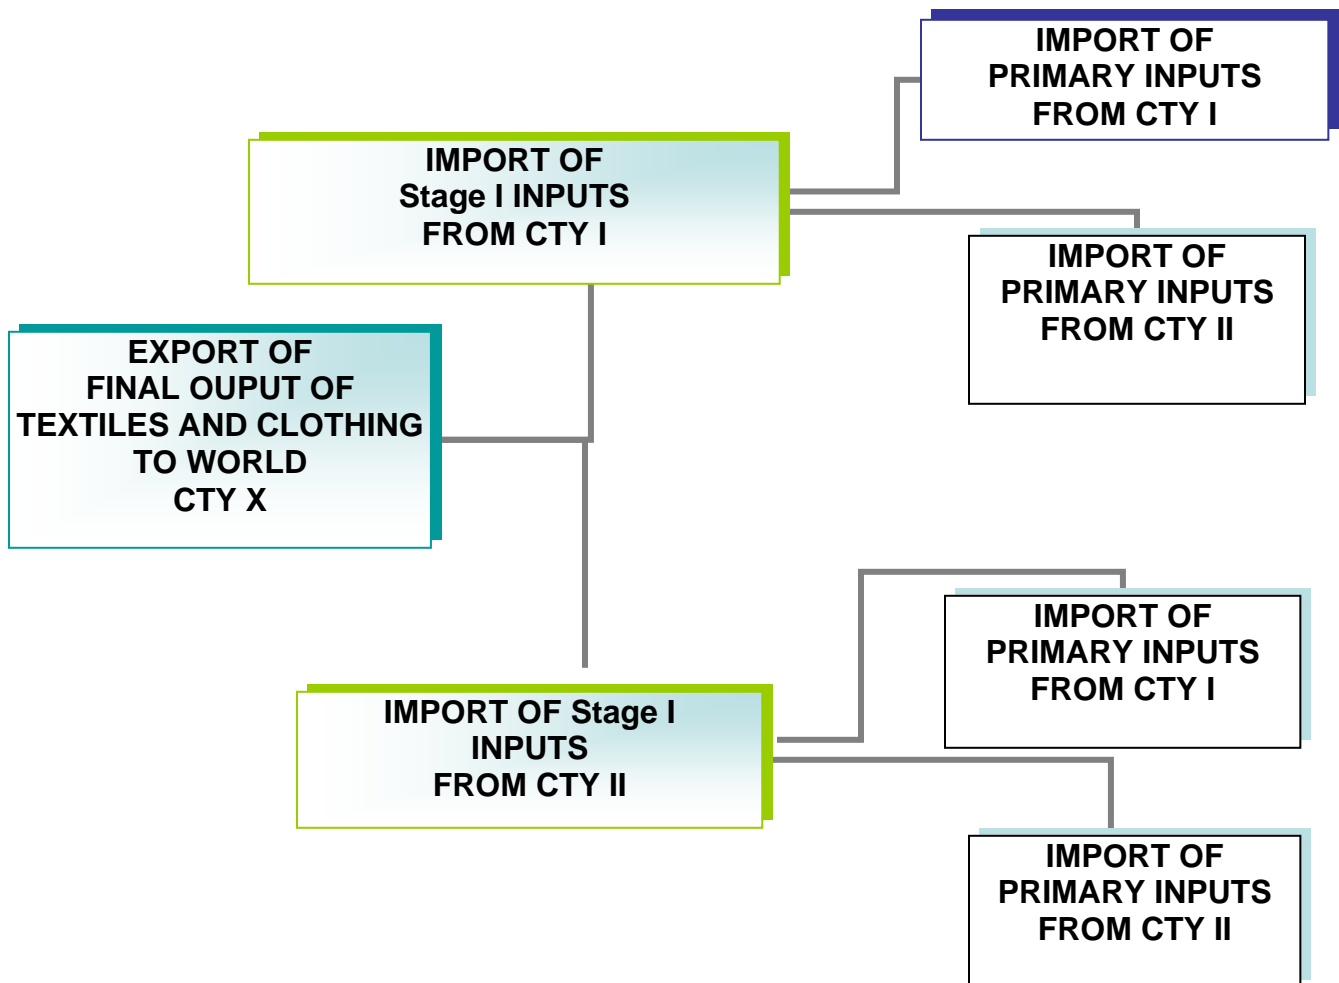 IMPORT OF
PRIMARY INPUTS
FROM CTY I
IMPORT OF
Stage I INPUTS
FROM CTY I
IMPORT OF
PRIMARY INPUTS
FROM CTY II
EXPORT OF
FINAL OUPUT OF
TEXTILES AND CLOTHING
TO WORLD
CTY X
IMPORT OF
PRIMARY INPUTS
FROM CTY I
IMPORT OF Stage I
INPUTS
FROM CTY II
IMPORT OF
PRIMARY INPUTS
FROM CTY II